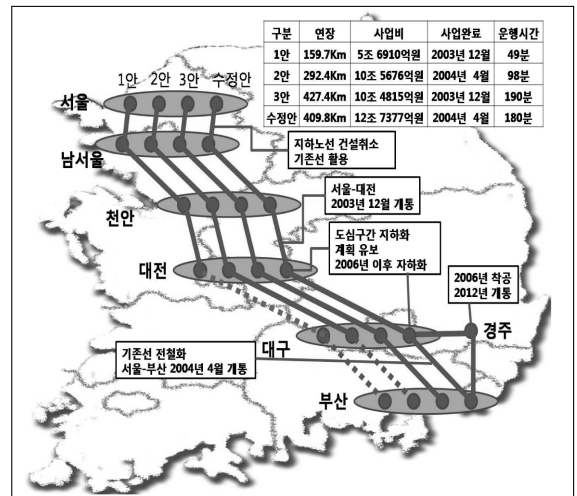 구분 연장 사업비 사업완료 운행시간
1안 159.7Km 5조 6910억원 2003년 12월 49분
2안 292.4Km 10조 5676억원 2004년 4월 98분
3안 427.4Km 10조 4815억원 2003년 12월 190분
수정안 409.8Km 12조 7377억원 2004년 4월 180분
1안 2안 3안 수정안
서울
남서울
지하노선 건설취소
기존선 활용
천안
서울-대전
2003년 12월 개통
대전
도심구간 지하화
계획 유보
2006년 이후 자하화
2006년 착공
2012년 개통
경주
대구
기존선 전철화
서울-부산 2004년 4월 개통
부산